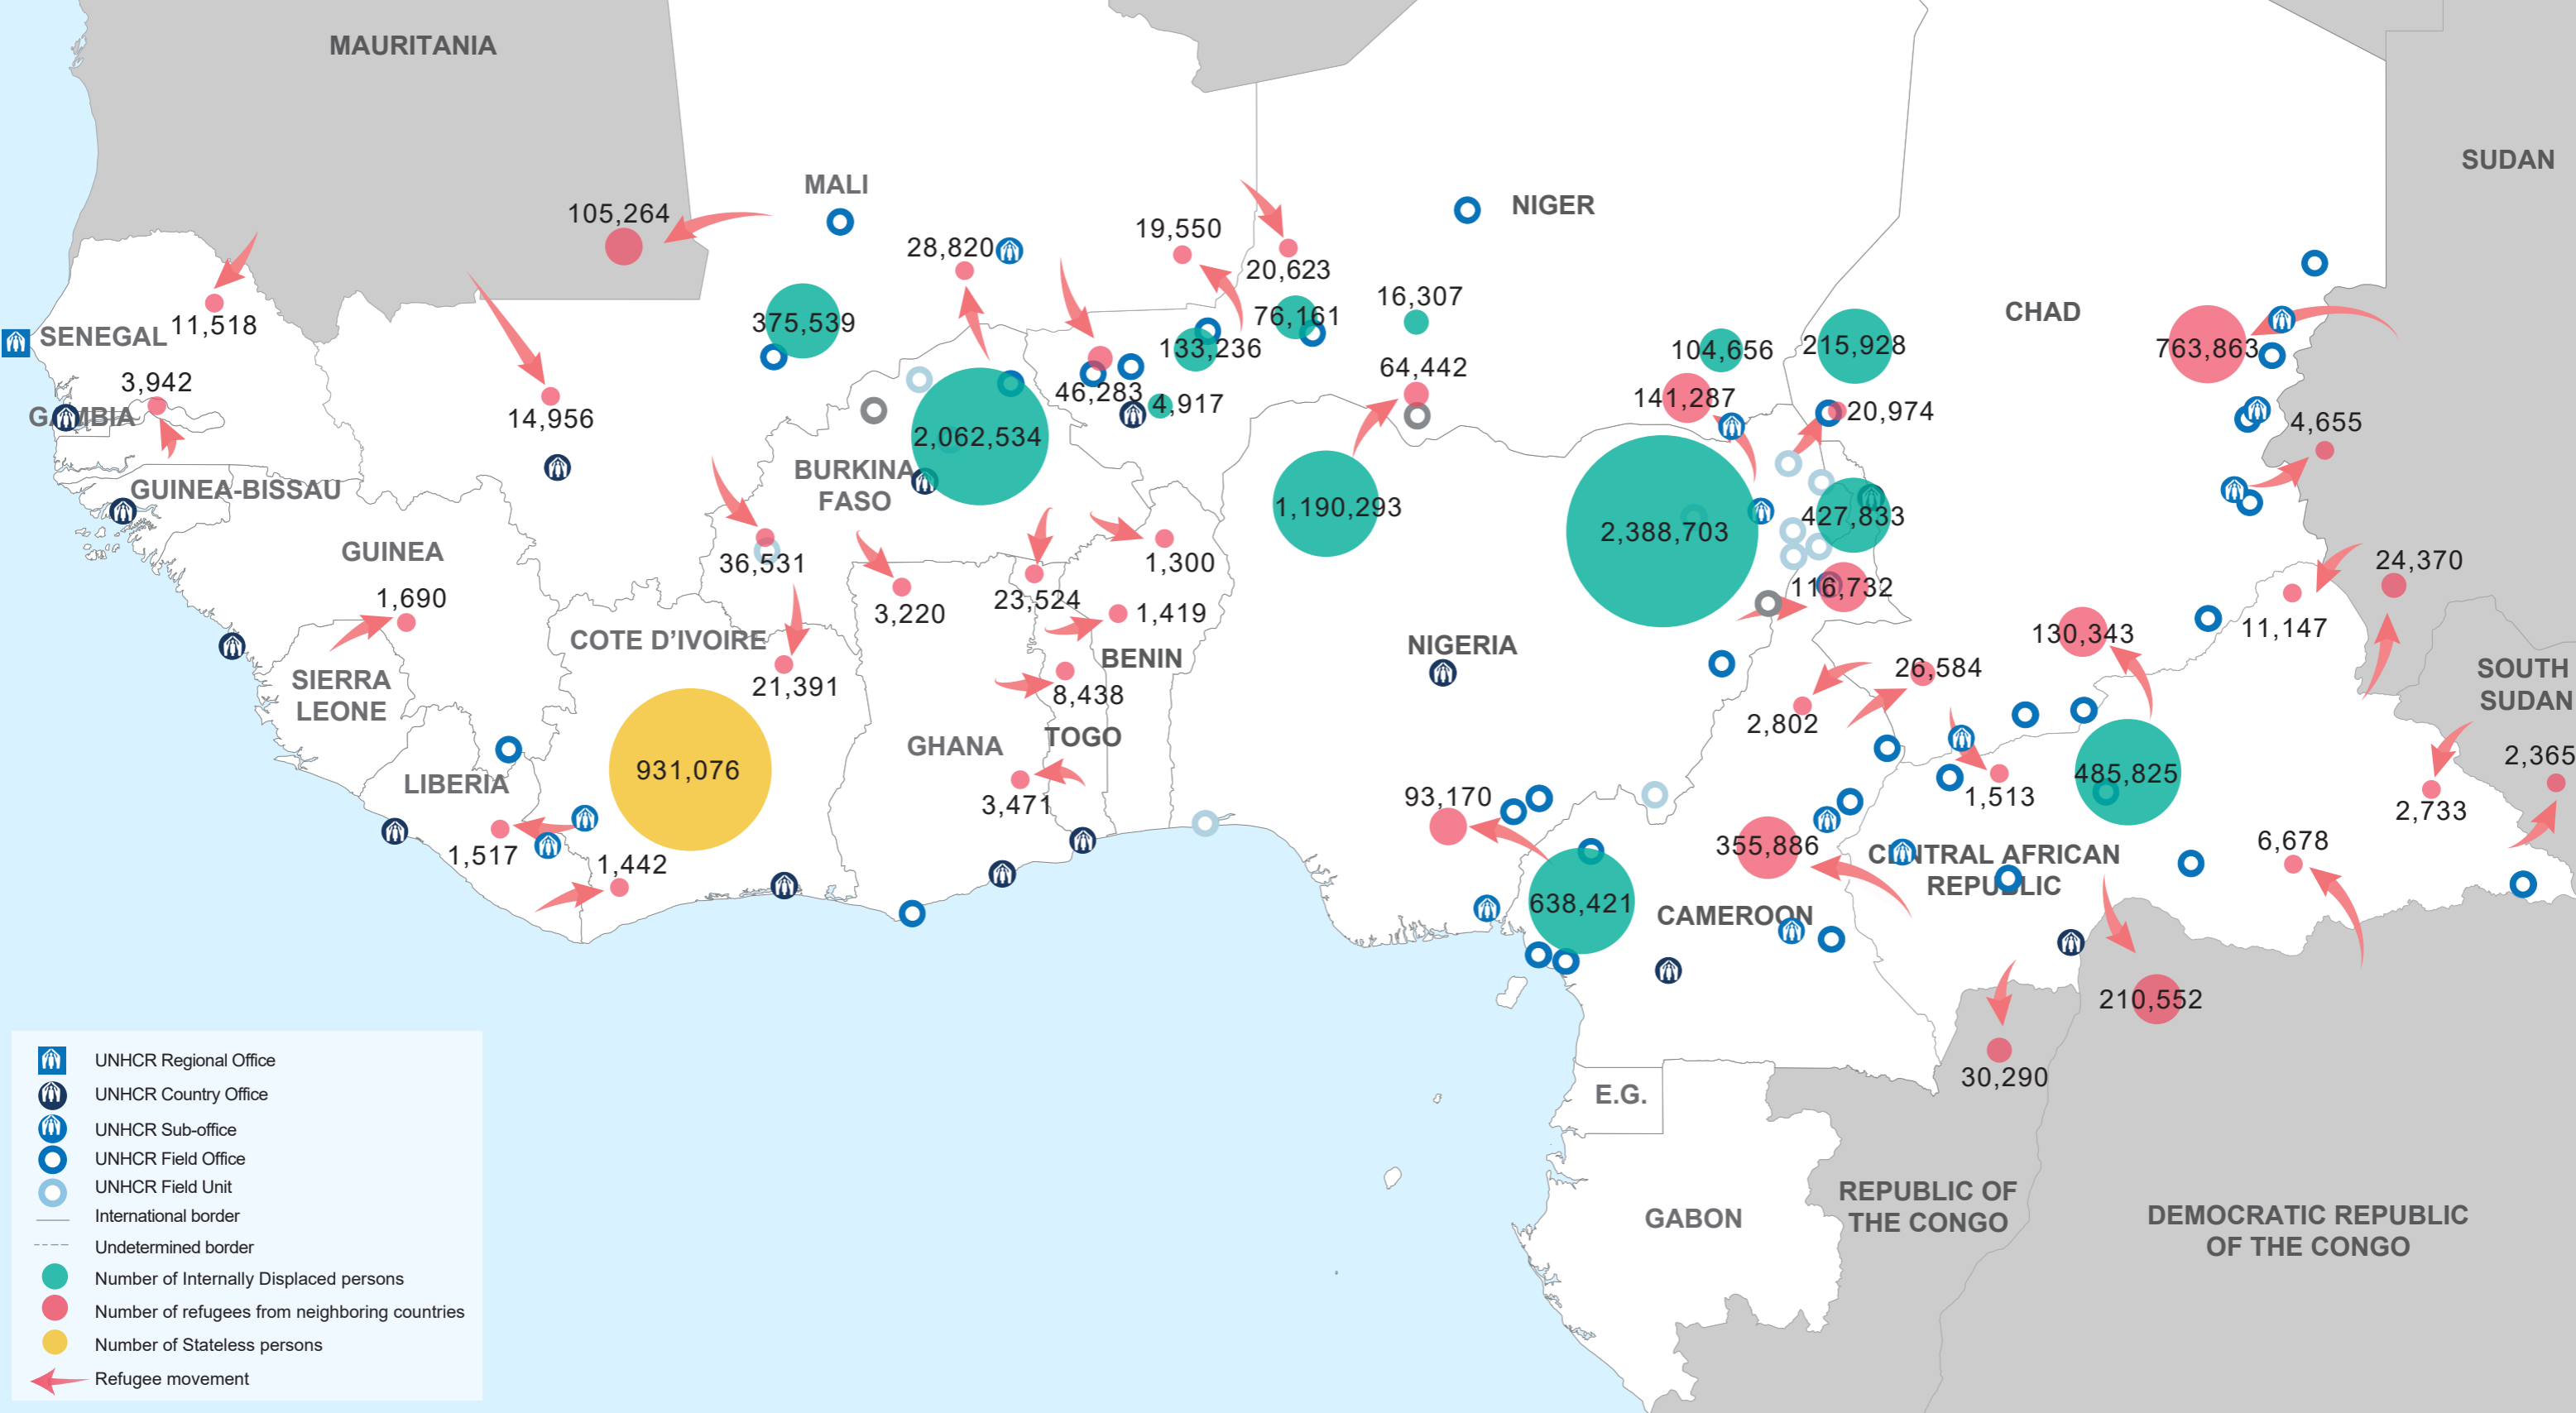 MAURITANIA
SUDAN
MALI
NIGER
105,264
28,820
19,550
20,623
16,307
CHAD
SENEGAL
11,518
375,539
133,236
76,161
104,656
215,928
763,863
3,942
GAMBIA
14,956
46,283
4,917
64,442
141,287
20,974
4,655
2,062,534
BURKINA
FASO
GUINEA-BISSAU
1,190,293
2,388,703
427,833
GUINEA
36,531
1,300
24,370
1,690
3,220
23,524
1,419
116,732
130,343
11,147
COTE D’IVOIRE
BENIN
NIGERIA
26,584
SOUTH
SUDAN
SIERRA
LEONE
21,391
8,438
2,802
GHANA
TOGO
2,365
LIBERIA
931,076
3,471
93,170
1,513
485,825
2,733
1,517
1,442
355,886
CENTRAL AFRICAN
REPUBLIC
6,678
638,421
CAMEROON
210,552
30,290
E.G.
GABON
REPUBLIC OF
THE CONGO
DEMOCRATIC REPUBLIC
OF THE CONGO
UNHCR Regional Office
UNHCR Country Office
UNHCR Sub-office
UNHCR Field Office
UNHCR Field Unit
International border
Undetermined border
Number of Internally Displaced persons
Number of refugees from neighboring countries
Number of Stateless persons
Refugee movement